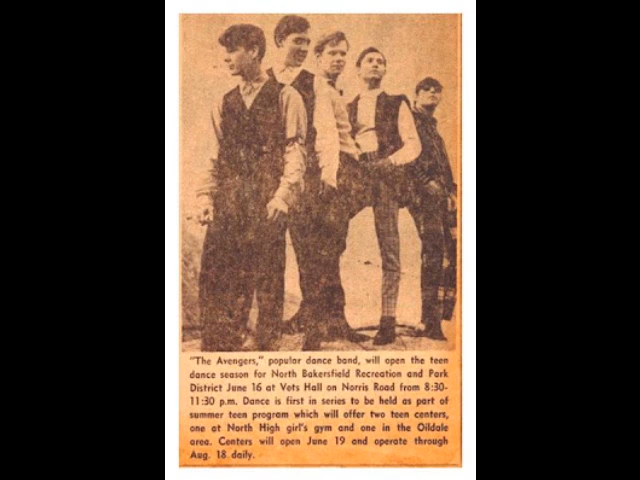 "The Avengers," popular dance band, will open the teen
dance season for North Bakersfield Recreation and Park
District June 16 at Vets Hall on Norris Road from 8:30-
11:30 p.m. Dance is first in series to be held as part of
summer teen program which will offer two teen centers,
one at North High girl's gym and one in the Oildale
area. Centers will open June 19 and operate through
Aug. 18 daily.